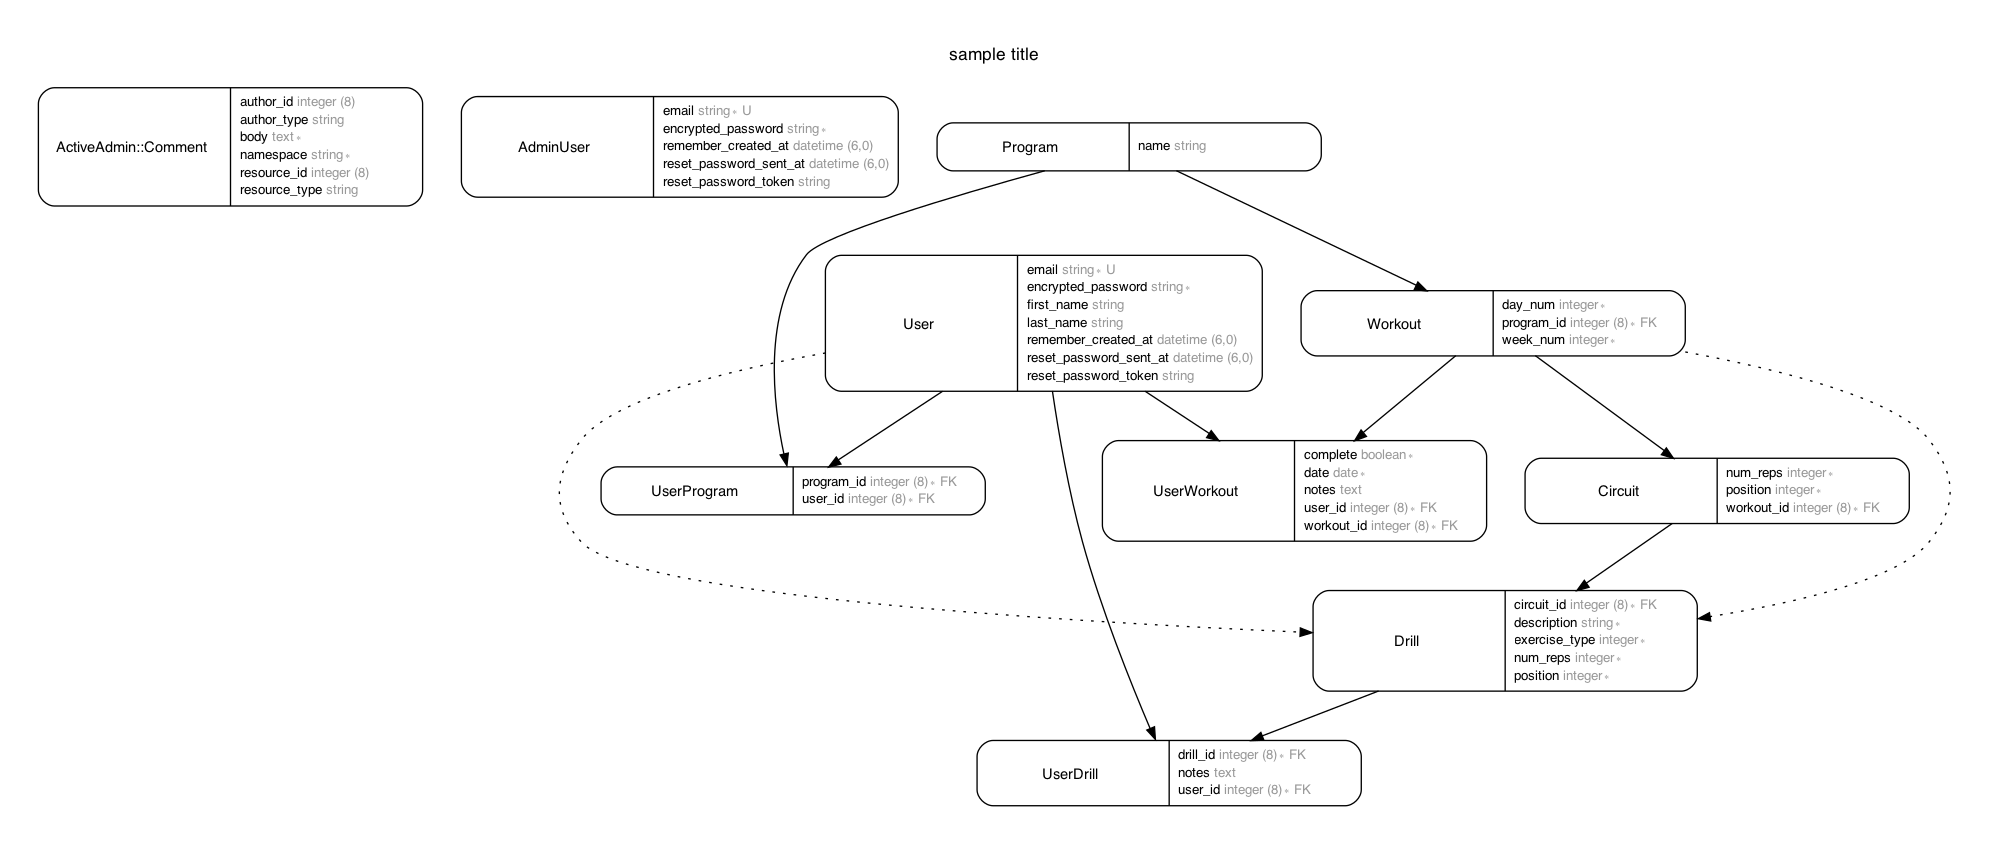 sample title
ActiveAdmin::Comment
author_id integer (8)
author_type string
body text ∗
namespace string ∗
resource_id integer (8)
resource_type string
AdminUser
email string ∗ U
encrypted_password string ∗
remember_created_at datetime (6,0)
reset_password_sent_at datetime (6,0)
reset_password_token string
Program
name string
User
email string ∗ U
encrypted_password string ∗
first_name string
last_name string
remember_created_at datetime (6,0)
reset_password_sent_at datetime (6,0)
reset_password_token string
Workout
day_num integer ∗
program_id integer (8) ∗ FK
week_num integer ∗
UserProgram
program_id integer (8) ∗ FK
user_id integer (8) ∗ FK
UserWorkout
complete boolean ∗
date date ∗
notes text
user_id integer (8) ∗ FK
workout_id integer (8) ∗ FK
Circuit
num_reps integer ∗
position integer ∗
workout_id integer (8) ∗ FK
Drill
circuit_id integer (8) ∗ FK
description string ∗
exercise_type integer ∗
num_reps integer ∗
position integer ∗
UserDrill
drill_id integer (8) ∗ FK
notes text
user_id integer (8) ∗ FK